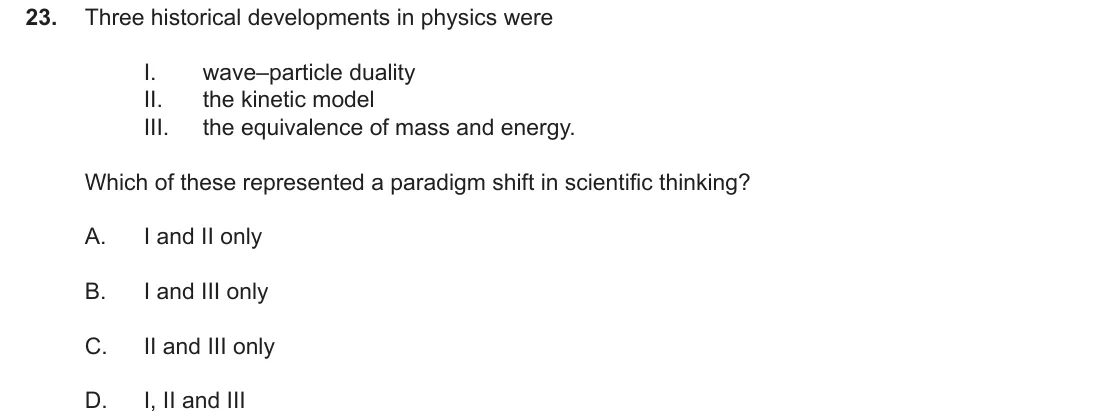 23. Three historical developments in physics were
I. wave–particle duality
II. the kinetic model
III. the equivalence of mass and energy.
Which of these represented a paradigm shift in scientific thinking?
A. I and II only
B. I and III only
C. II and III only
D. I, II and III